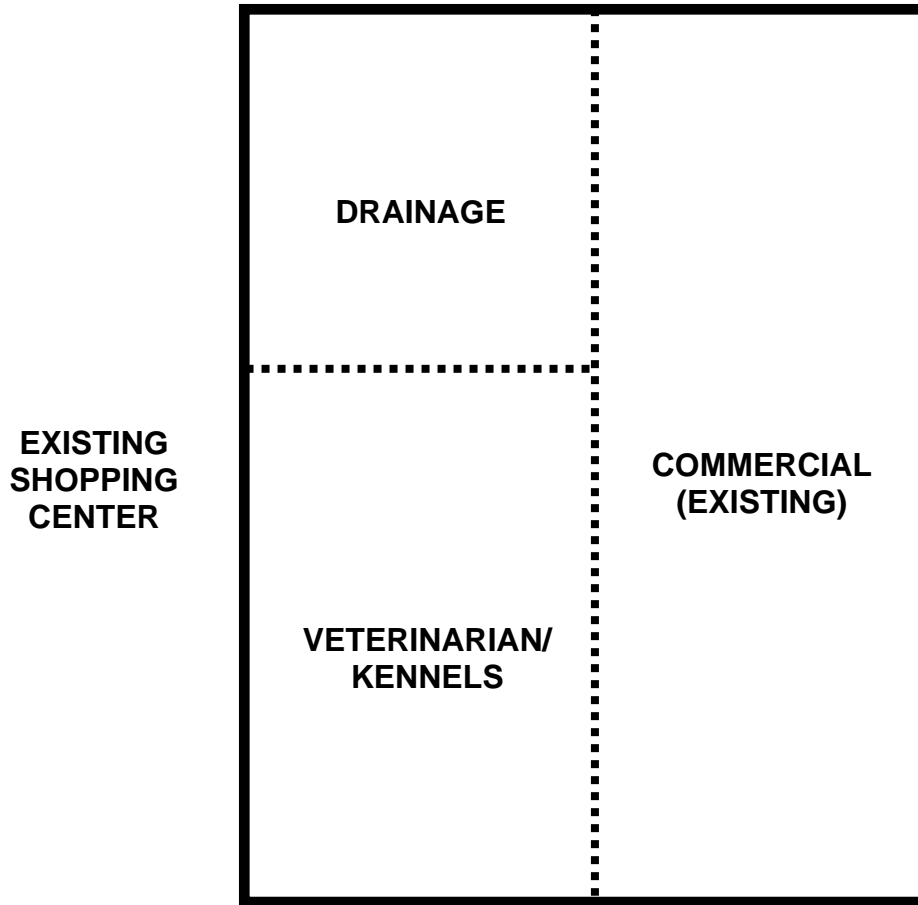 DRAINAGE
EXISTING
SHOPPING
CENTER
COMMERCIAL
(EXISTING)
VETERINARIAN/
KENNELS